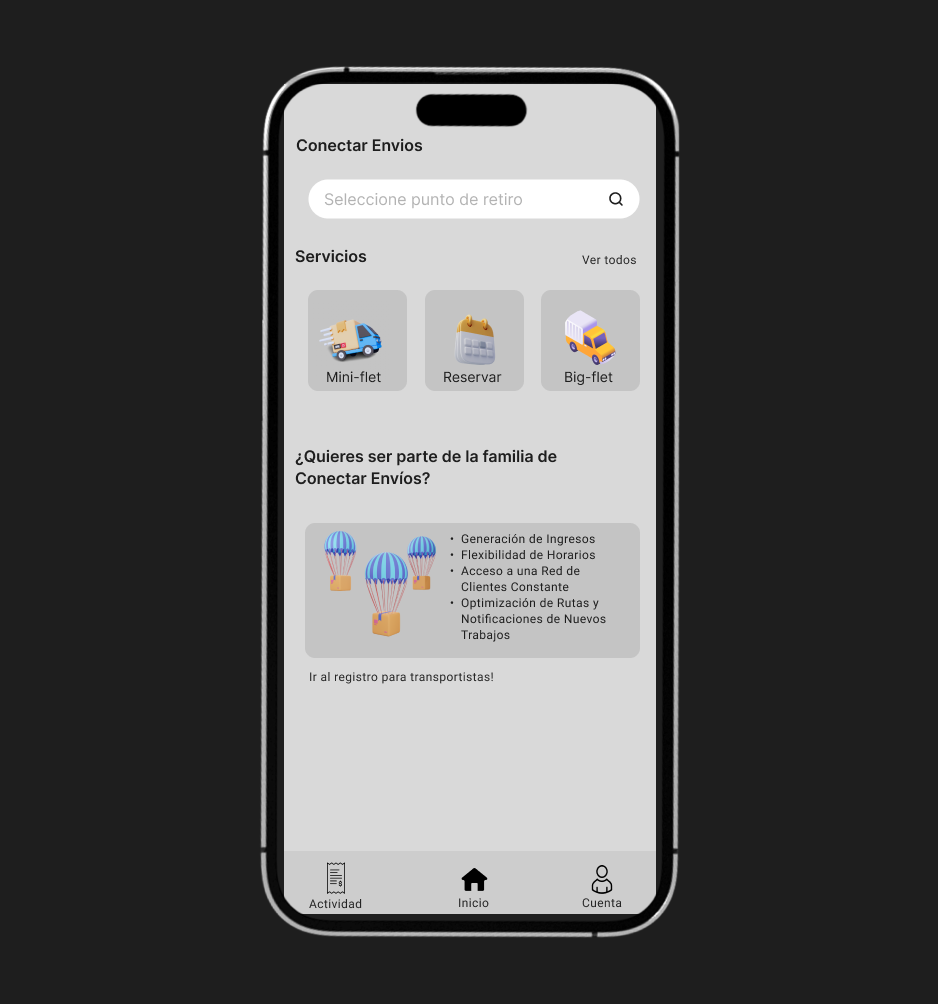 Conectar Envios
Seleccione punto de retiro
Servicios
Ver todos
Mini-flet
Reservar
Big-flet
¿Quieres ser parte de la familia de
Conectar Envíos?
• Generación de Ingresos
• Flexibilidad de Horarios
• Acceso a una Red de
Clientes Constante
• Optimización de Rutas y
Notificaciones de Nuevos
Trabajos
Ir al registro para transportistas!
Actividad
Inicio
Cuenta